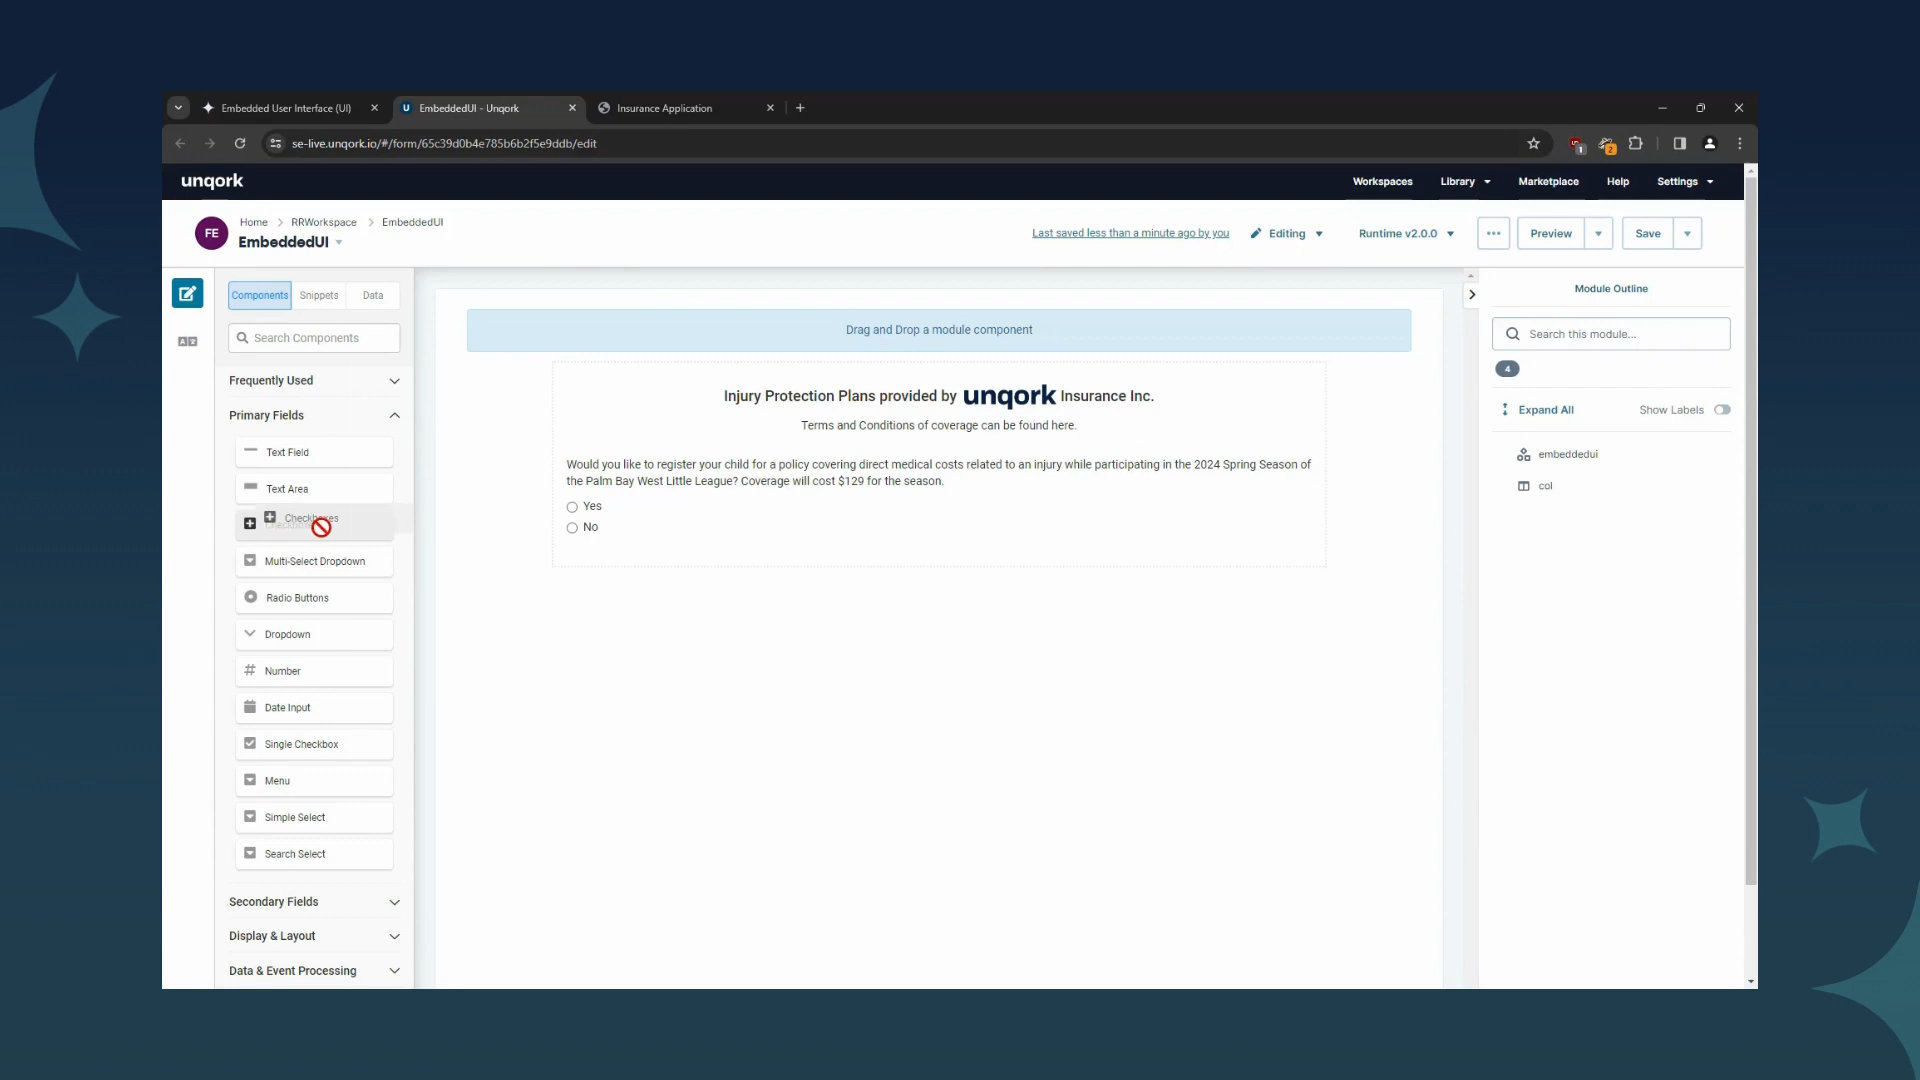 Embedded User Interface (UI)
EmbeddedUI - Unqork
Insurance Application
se-live.unqork.io/#/form/65c39d0b4e785b6b2f5e9ddb/edit
1
2
unqork
Workspaces
Library
Marketplace
Help
Settings
FE
Home > RRWorkspace > EmbeddedUI
EmbeddedUI
Last saved less than a minute ago by you
Editing
Runtime v2.0.0
Preview
Save
Components
Snippets
Data
Search Components
Frequently Used
Primary Fields
Text Field
Text Area
Checkboxes
Multi-Select Dropdown
Radio Buttons
Dropdown
Number
Date Input
Single Checkbox
Menu
Simple Select
Search Select
Secondary Fields
Display & Layout
Data & Event Processing
Drag and Drop a module component
Injury Protection Plans provided by unqork Insurance Inc.
Terms and Conditions of coverage can be found here.
Would you like to register your child for a policy covering direct medical costs related to an injury while participating in the 2024 Spring Season of
the Palm Bay West Little League? Coverage will cost $129 for the season.
Yes
No
Module Outline
Search this module...
4
Expand All
Show Labels
embeddedui
col